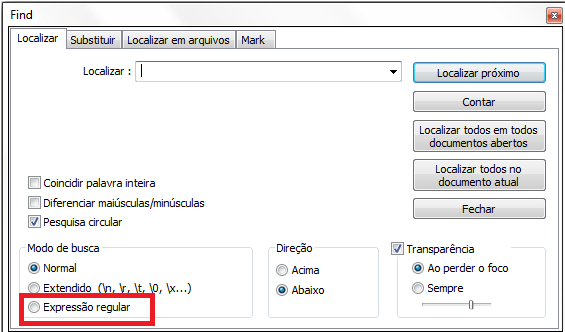 Find
Localizar
Substituir
Localizar em arquivos
Mark
Localizar :
Localizar próximo
Contar
Localizar todos em todos
documentos abertos
Localizar todos no
documento atual
Fechar
Coincidir palavra inteira
Diferenciar maiúsculas/minúsculas
Pesquisa circular
Modo de busca
Normal
Extendido (\n, \r, \t, \0, \x...)
Expressão regular
Direção
Acima
Abaixo
Transparência
Ao perder o foco
Sempre